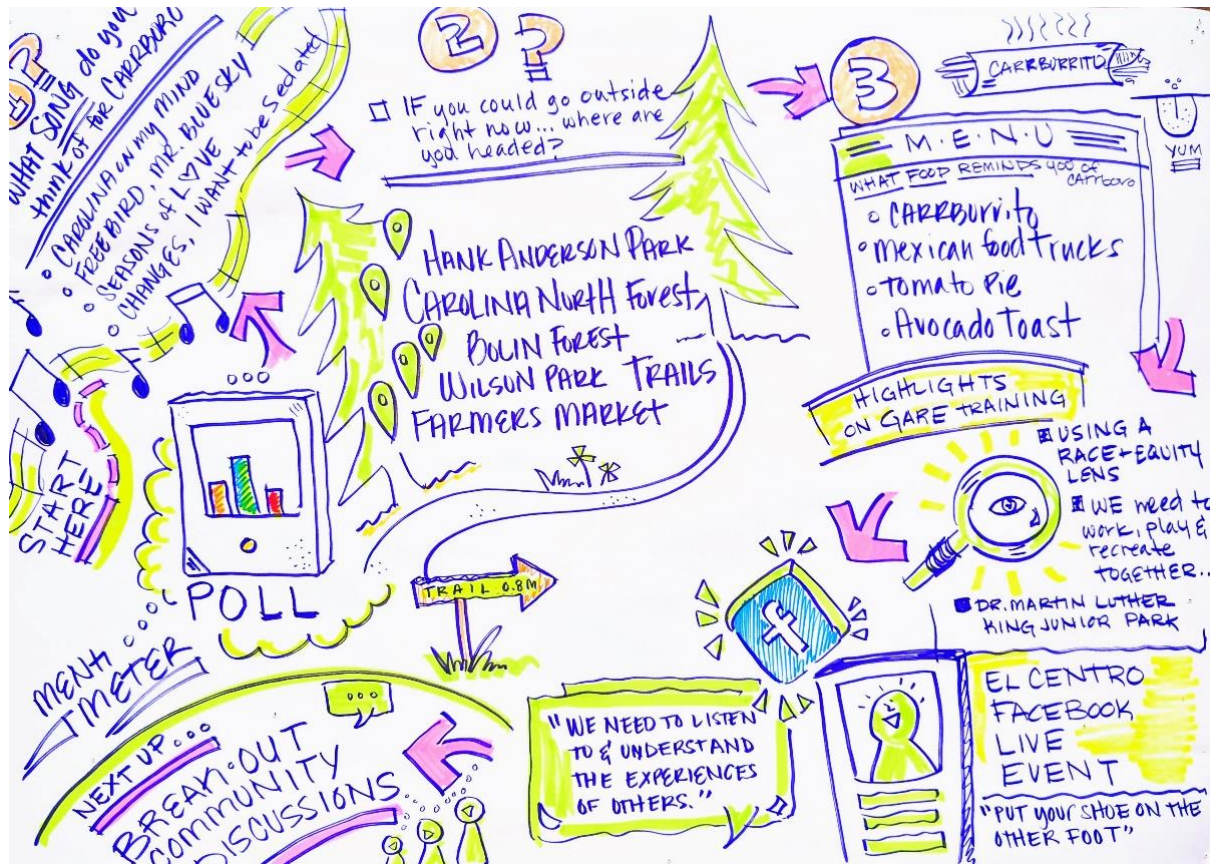 START
HERE
MENTI
METER
POLL
1?
WHAT SONG do you
think of for CARRBORO
• CAROLINA ON MY MIND
• FREEBIRD, MR. BLUE SKY
• SEASONS of LOVE
• CHANGES, I WANT to be Sedated
2?
IF you could go outside
right now... where are
you headed?
HANK ANDERSON PARK
CAROLINA NORTH Forest
BOLIN FOREST
WILSON PARK TRAILS
FARMERS MARKET
TRAIL 0.8M
3
CARRBURRITO
YUM
M•E•N•U
WHAT FOOD REMINDS you of
CArrboro
• CARRBurrito
• Mexican food trucks
• Tomato Pie
• Avocado Toast
HIGHLIGHTS
ON GARE TRAINING
USING A
RACE + EQUITY
LENS
WE need to
work, play &
recreate
TOGETHER...
DR. MARTIN LUTHER
KING JUNIOR PARK
f
EL CENTRO
FACEBOOK
LIVE
EVENT
"PUT your SHOE ON THE
OTHER FOOT"
"WE NEED TO LISTEN
TO & UNDERSTAND
THE EXPERIENCES
OF OTHERS."
NEXT UP...
BREAK•OUT
COMMUNITY
DISCUSSIONS